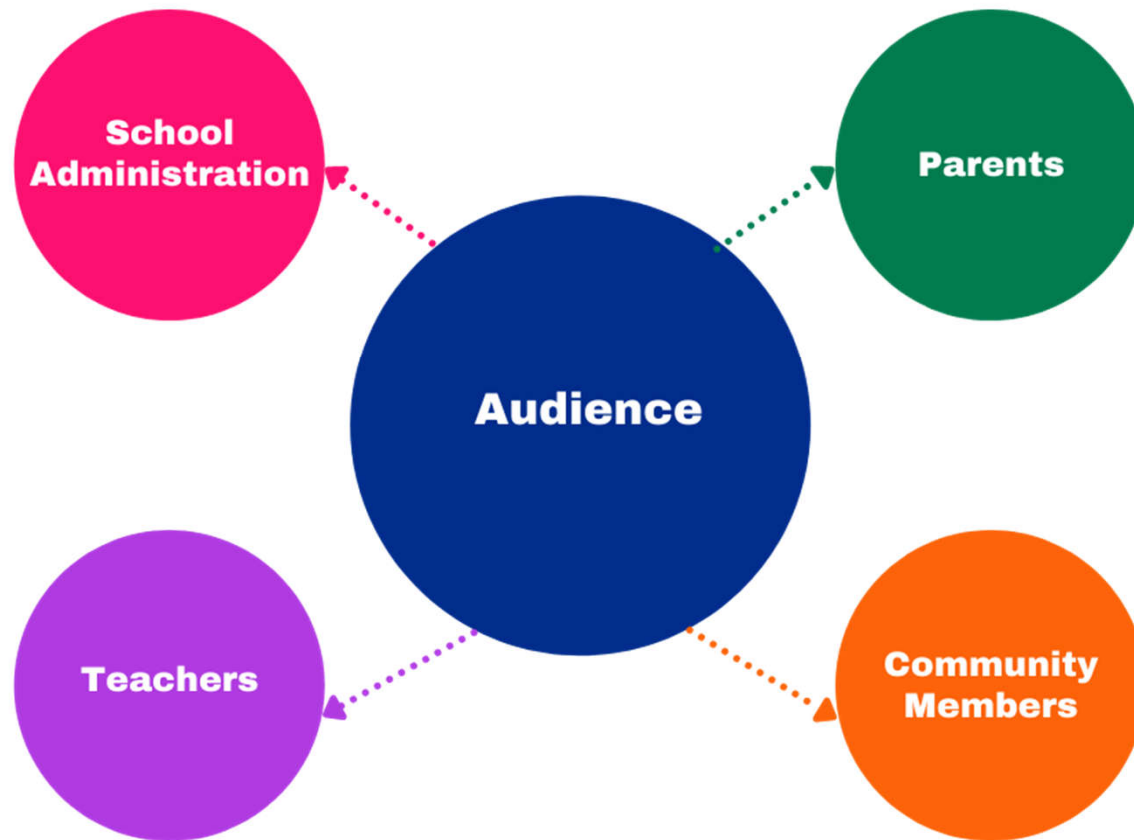 School
Administration
Parents
Audience
Teachers
Community
Members